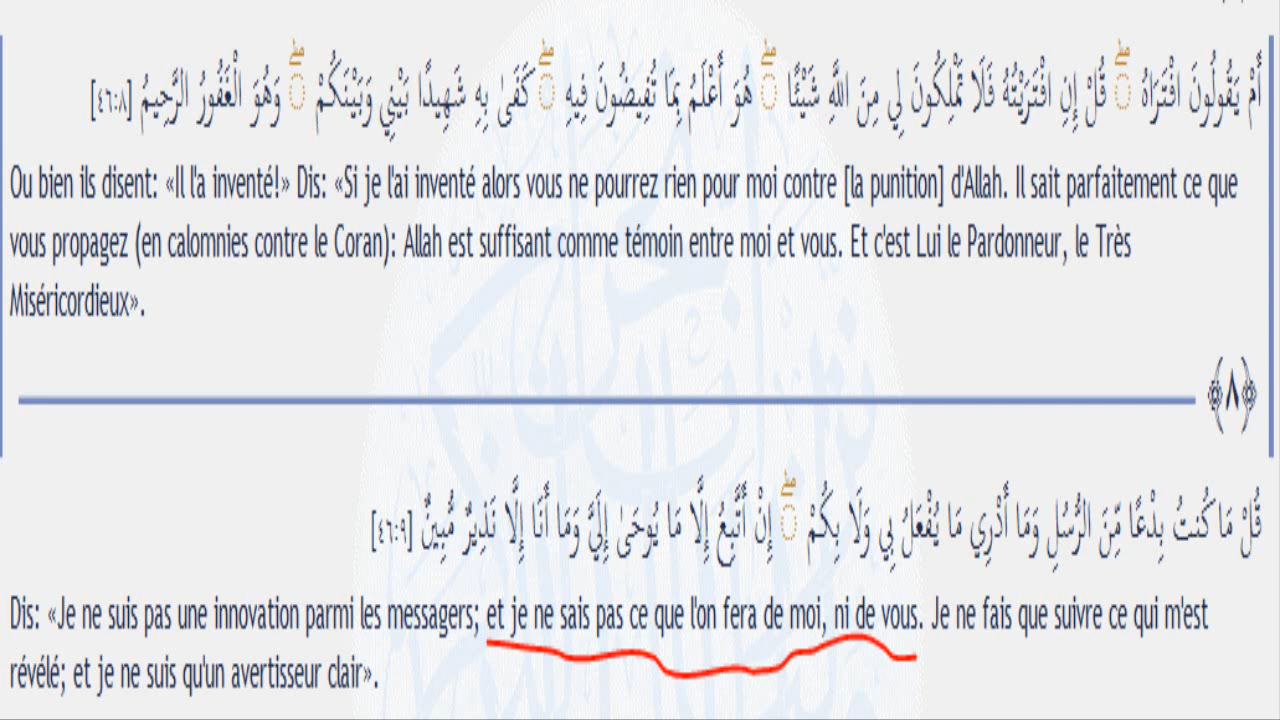 أَمْ يَقُولُونَ افْتَرَاهُ ۖ قُلْ إِنِ افْتَرَيْتُهُ فَلَا تَمْلِكُونَ لِي مِنَ اللَّهِ شَيْئًا ۖ هُوَ أَعْلَمُ بِمَا تُفِيضُونَ فِيهِ ۖ كَفَىٰ بِهِ شَهِيدًا بَيْنِي وَبَيْنَكُمْ ۖ وَهُوَ الْغَفُورُ الرَّحِيمُ [٤٦:٨]
Ou bien ils disent: «Il l'a inventé!» Dis: «Si je l'ai inventé alors vous ne pourrez rien pour moi contre [la punition] d'Allah. Il sait parfaitement ce que
vous propagez (en calomnies contre le Coran): Allah est suffisant comme témoin entre moi et vous. Et c'est Lui le Pardonneur, le Très
Miséricordieux».
﴿٨﴾
قُلْ مَا كُنتُ بِدْعًا مِّنَ الرُّسُلِ وَمَا أَدْرِي مَا يُفْعَلُ بِي وَلَا بِكُمْ ۖ إِنْ أَتَّبِعُ إِلَّا مَا يُوحَىٰ إِلَيَّ وَمَا أَنَا إِلَّا نَذِيرٌ مُّبِينٌ [٤٦:٩]
Dis: «Je ne suis pas une innovation parmi les messagers; et je ne sais pas ce que l'on fera de moi, ni de vous. Je ne fais que suivre ce qui m'est
révélé; et je ne suis qu'un avertisseur clair».